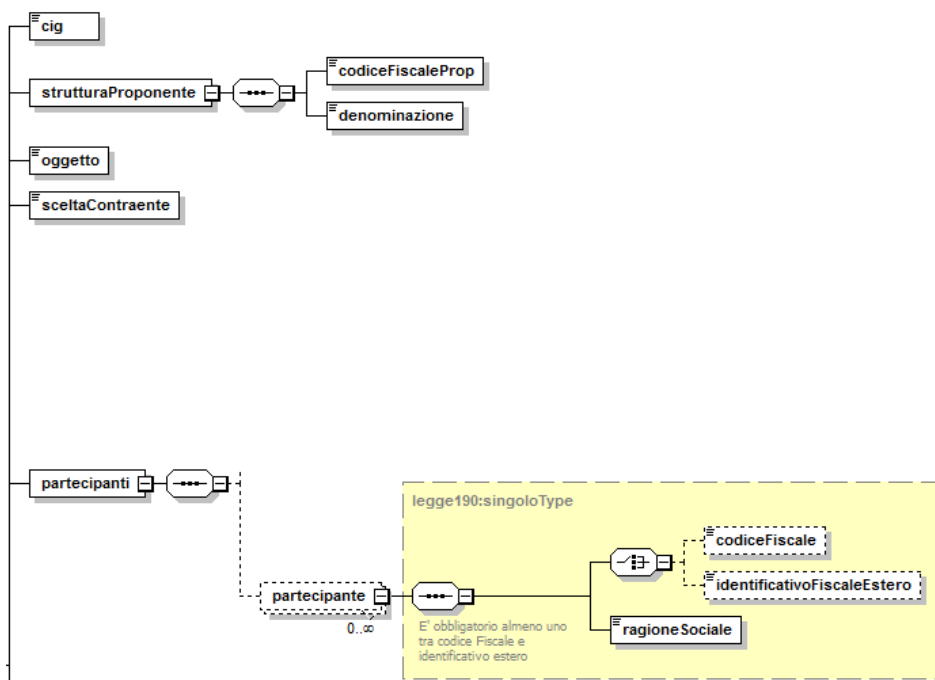 cig
strutturaProponente
codiceFiscaleProp
denominazione
oggetto
sceltaContraente
partecipanti
legge190:singoloType
codiceFiscale
identificativoFiscaleEstero
partecipante
0..∞
E' obbligatorio almeno uno
tra codice Fiscale e
identificativo estero
ragioneSociale